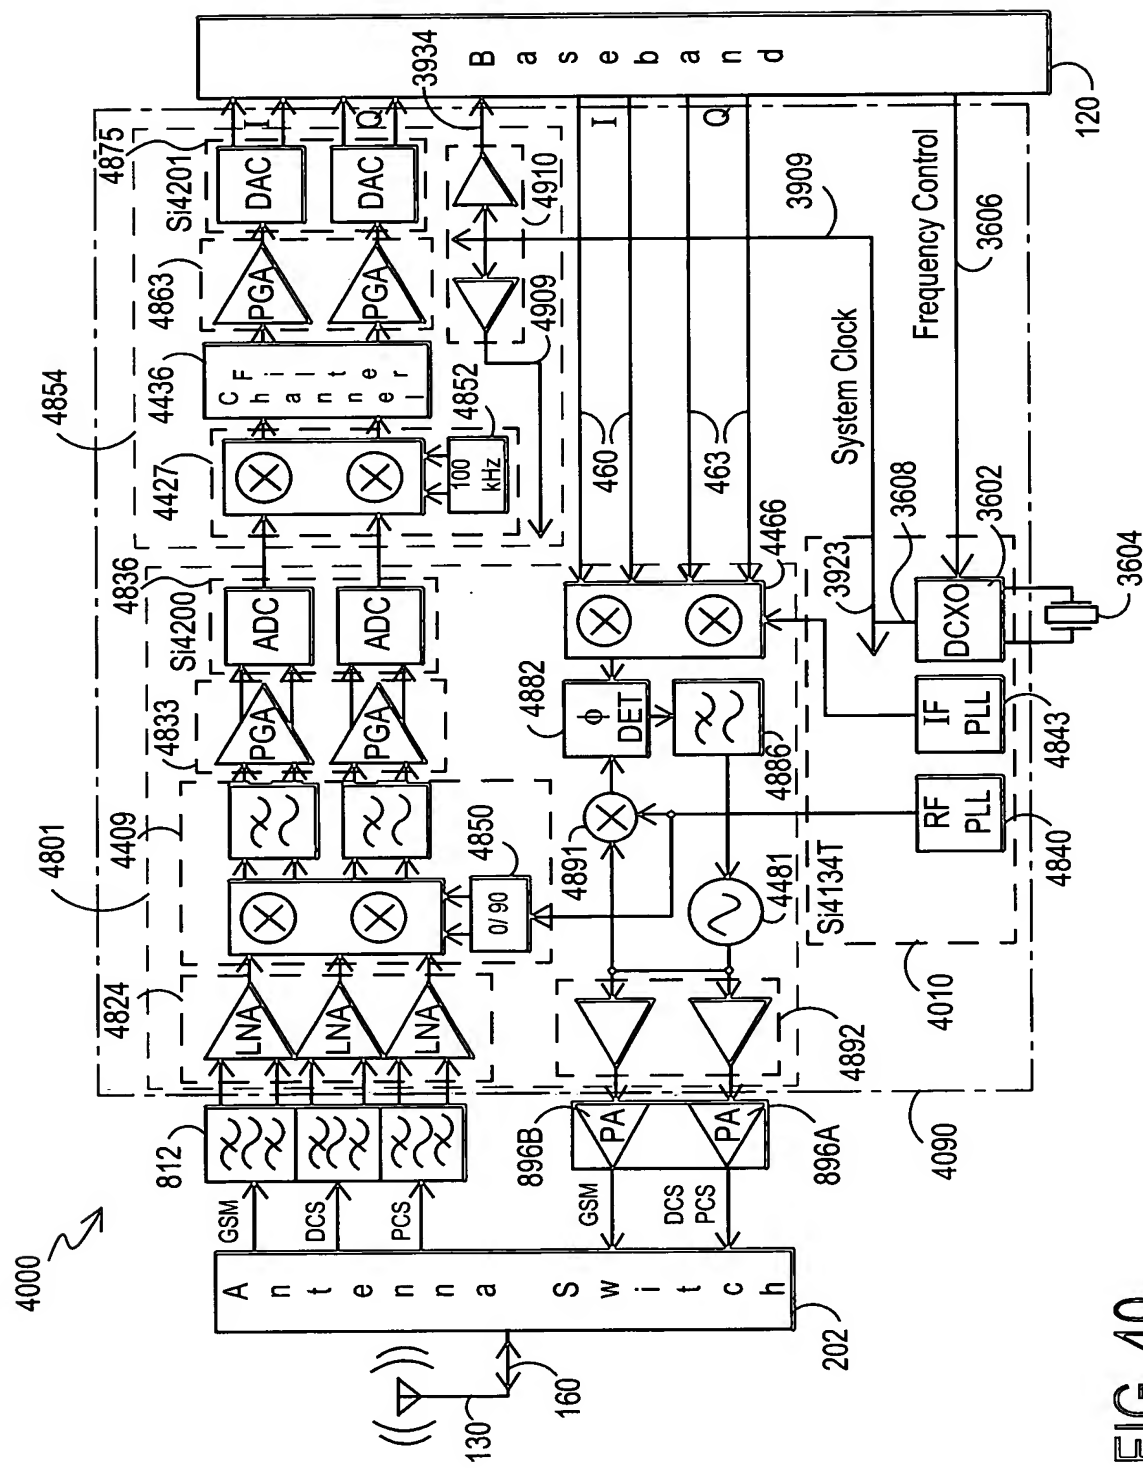 4000
130
160
Antenna Switch
202
GSM
DCS
PCS
812
GSM
DCS
PCS
896B
PA
PA
896A
4090
4801
4824
LNA
LNA
LNA
4409
0/ 90
4850
4833
PGA
PGA
Si4200
4836
ADC
ADC
4854
4427
100
kHz
4852
4436
Channel
Filter
4863
PGA
PGA
Si4201
4875
DAC
DAC
I
Q
4909
4910
3934
Baseband
120
I
Q
460
463
4466
4882
ϕ
DET
4886
4891
4481
4892
4010
Si4134T
RF
PLL
4840
IF
PLL
4843
DCXO
3602
3604
3608
3923
System Clock
3909
Frequency Control
3606
FIG. 40